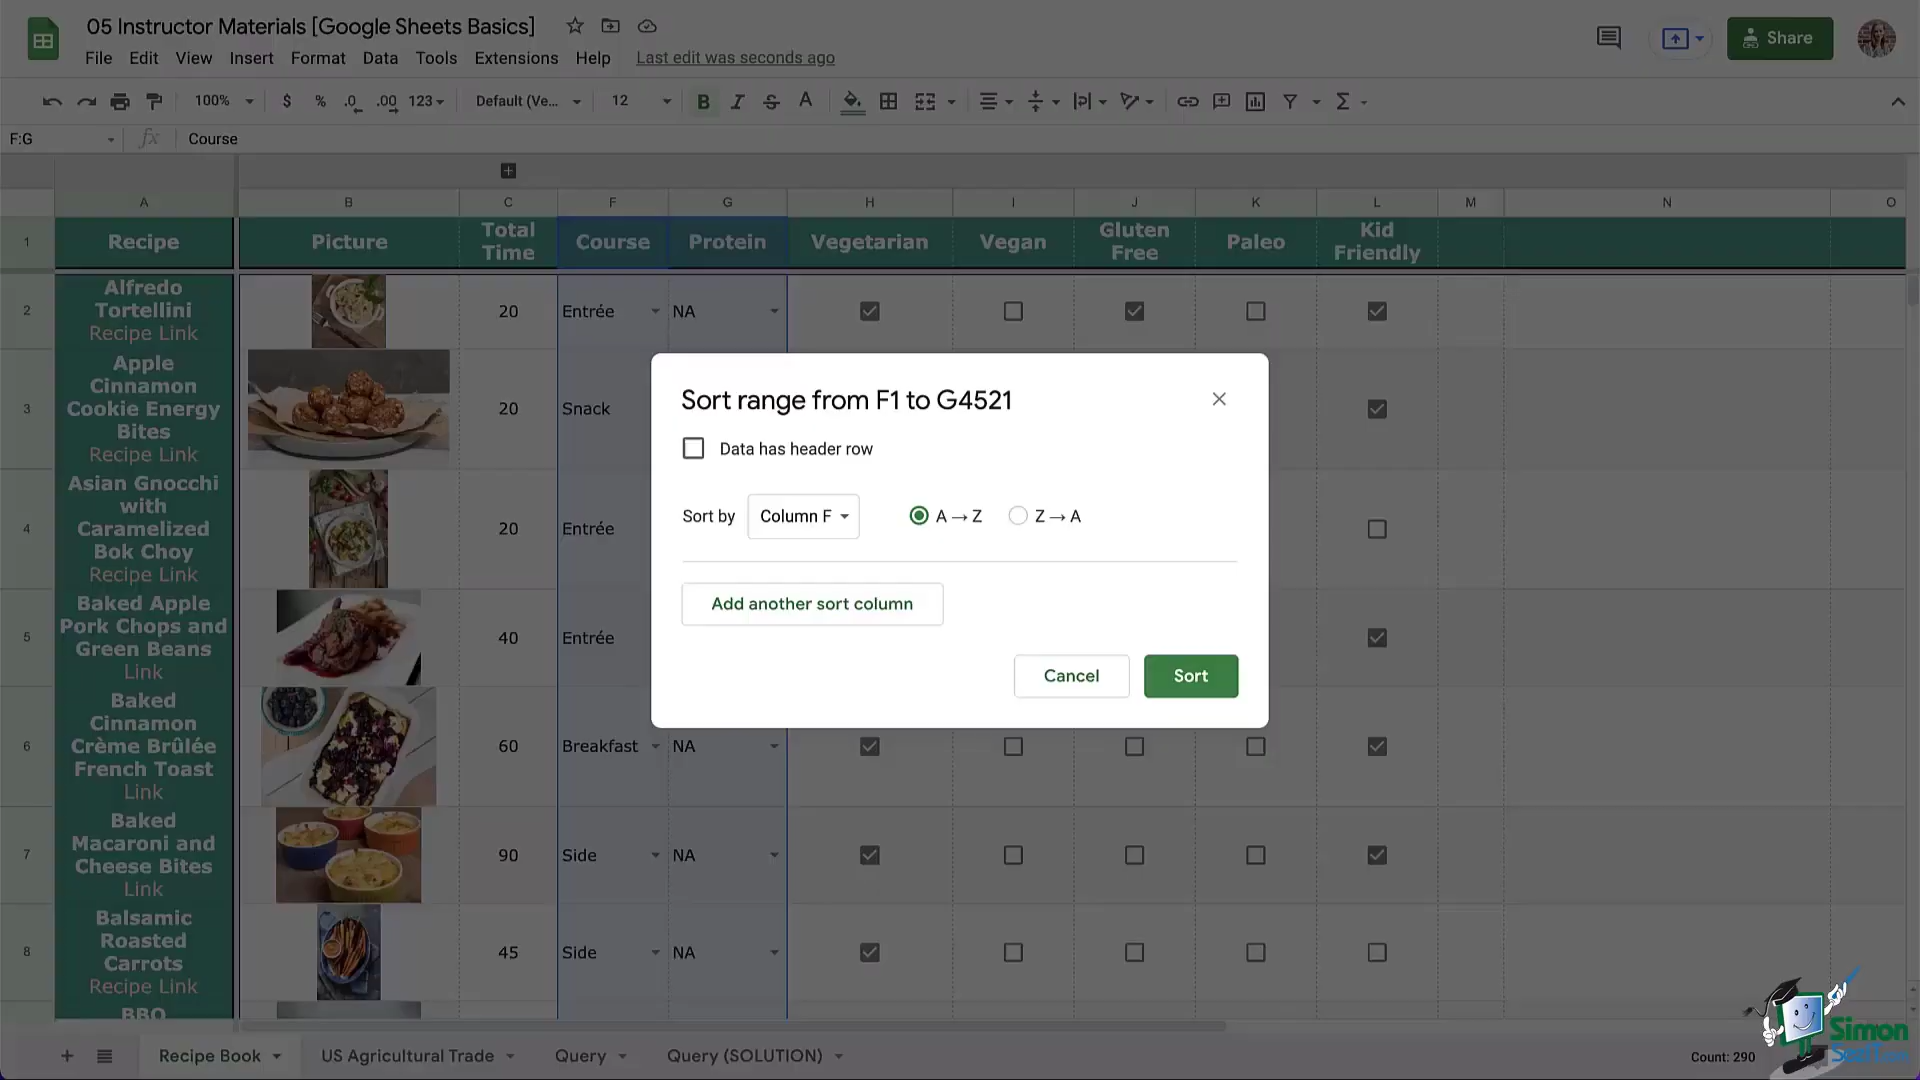 05 Instructor Materials [Google Sheets Basics]
File Edit View Insert Format Data Tools Extensions Help Last edit was seconds ago
Share
100% $ % .0 .00 123 Default (Ve... 12 B I S A Σ
F:G fx Course
A B C F G H I J K L M N O
1 Recipe Picture Total Time Course Protein Vegetarian Vegan Gluten Free Paleo Kid Friendly
2 Alfredo Tortellini Recipe Link 20 Entrée NA
3 Apple Cinnamon Cookie Energy Bites Recipe Link 20 Snack
4 Asian Gnocchi with Caramelized Bok Choy Recipe Link 20 Entrée
5 Baked Apple Pork Chops and Green Beans Link 40 Entrée
6 Baked Cinnamon Crème Brûlée French Toast Link 60 Breakfast NA
7 Baked Macaroni and Cheese Bites Link 90 Side NA
8 Balsamic Roasted Carrots Recipe Link 45 Side NA
BBQ
Sort range from F1 to G4521
Data has header row
Sort by Column F A → Z Z → A
Add another sort column
Cancel Sort
Recipe Book US Agricultural Trade Query Query (SOLUTION)
Count: 290
Simon